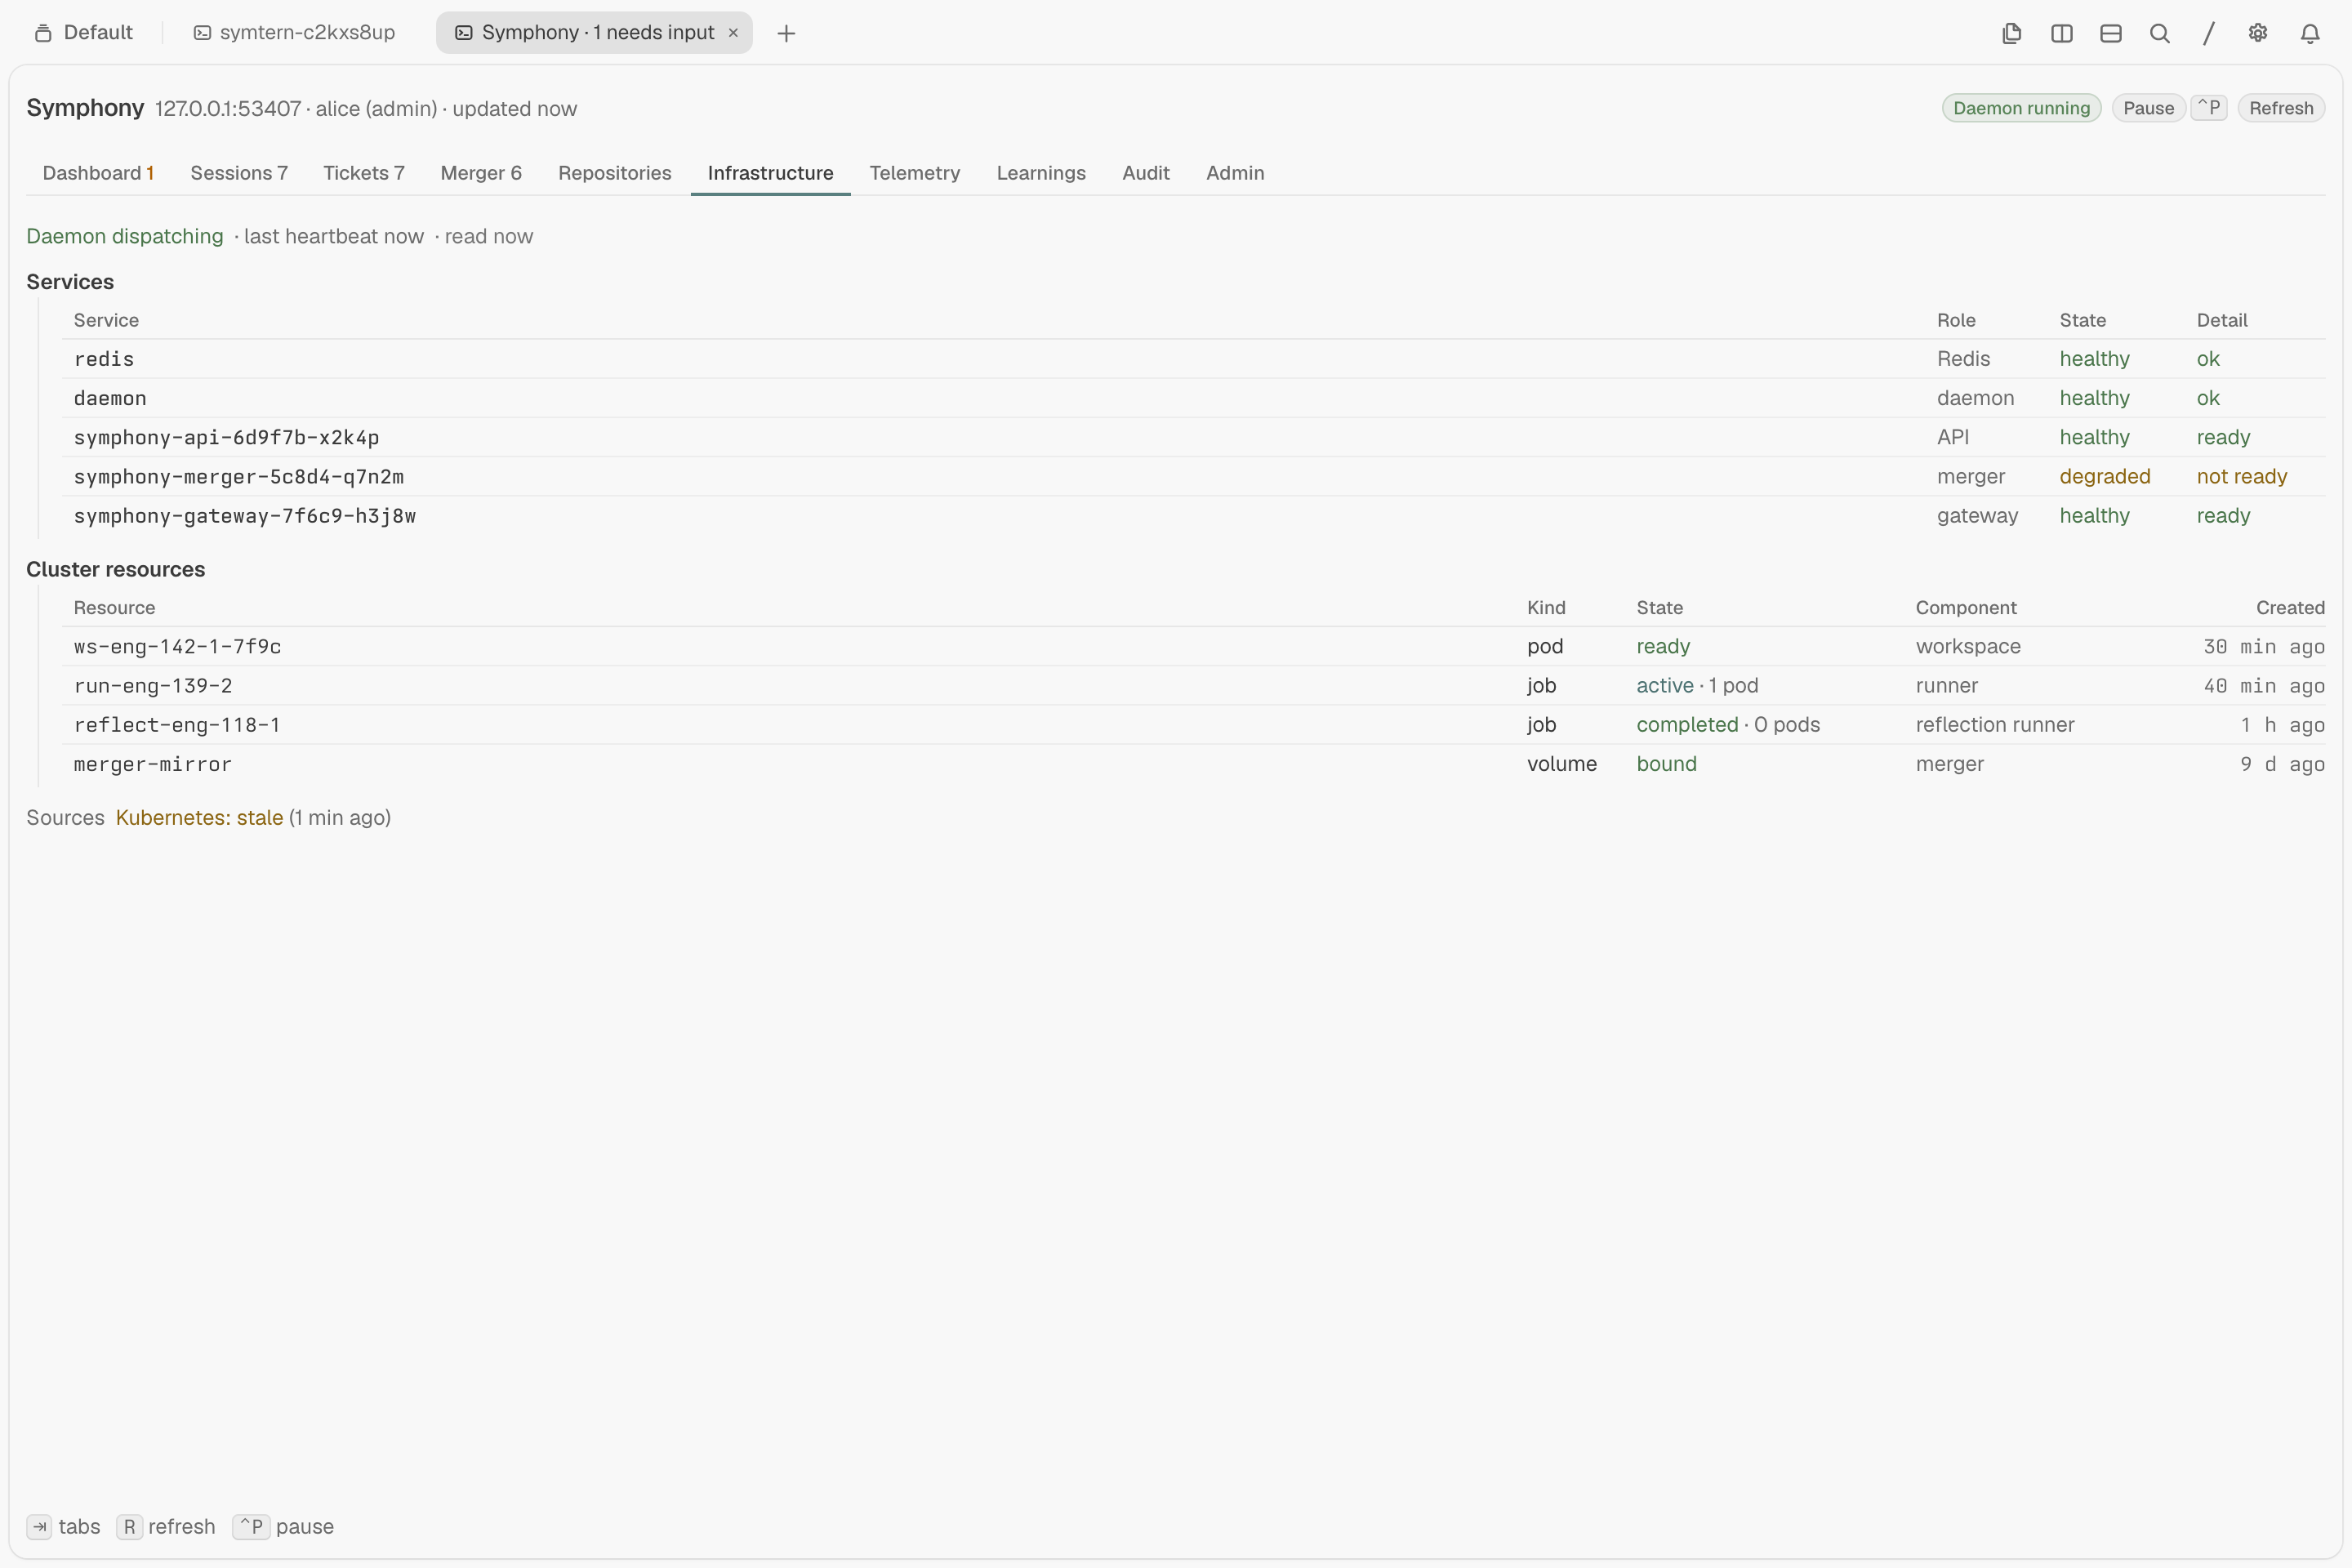 Default symtern-c2kxs8up Symphony · 1 needs input × +
Symphony 127.0.0.1:53407 · alice (admin) · updated now Daemon running Pause ^P Refresh
Dashboard 1 Sessions 7 Tickets 7 Merger 6 Repositories Infrastructure Telemetry Learnings Audit Admin
Daemon dispatching · last heartbeat now · read now
Services
Service Role State Detail
redis Redis healthy ok
daemon daemon healthy ok
symphony-api-6d9f7b-x2k4p API healthy ready
symphony-merger-5c8d4-q7n2m merger degraded not ready
symphony-gateway-7f6c9-h3j8w gateway healthy ready
Cluster resources
Resource Kind State Component Created
ws-eng-142-1-7f9c pod ready workspace 30 min ago
run-eng-139-2 job active · 1 pod runner 40 min ago
reflect-eng-118-1 job completed · 0 pods reflection runner 1 h ago
merger-mirror volume bound merger 9 d ago
Sources Kubernetes: stale (1 min ago)
tabs R refresh ^P pause